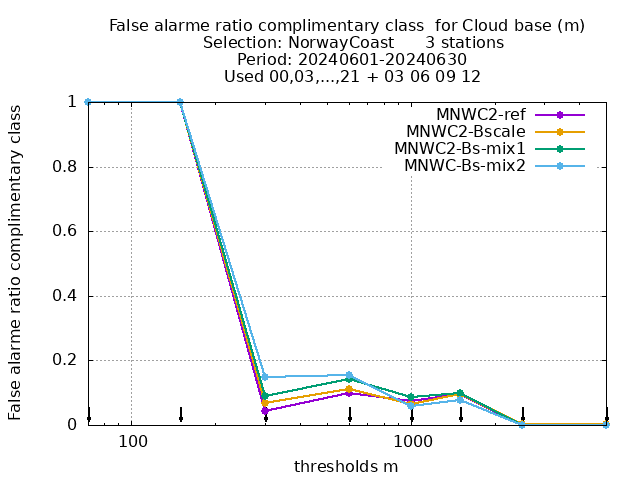 False alarme ratio complimentary class  for Cloud base (m)
Selection: NorwayCoast      3 stations
Period: 20240601-20240630
Used 00,03,...,21 + 03 06 09 12
False alarme ratio complimentary class
1
0.8
0.6
0.4
0.2
0
MNWC2-ref
MNWC2-Bscale
MNWC2-Bs-mix1
MNWC-Bs-mix2
100
1000
thresholds m